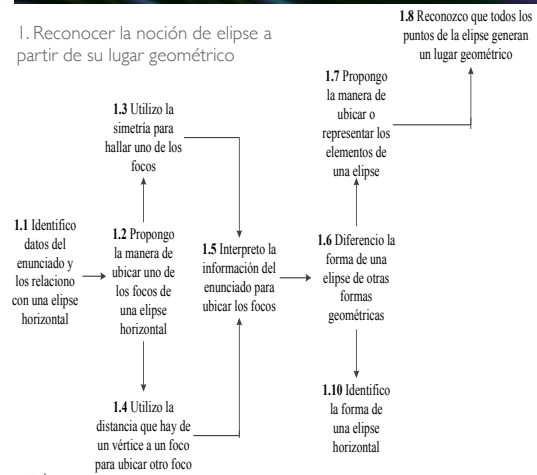 1. Reconocer la noción de elipse a
partir de su lugar geométrico
1.8 Reconozco que todos los
puntos de la elipse generan
un lugar geométrico
1.7 Propongo
la manera de
ubicar o
representar los
elementos de
una elipse
1.3 Utilizo la
simetría para
hallar uno de los
focos
1.1 Identifico
datos del
enunciado y
los relaciono
con una elipse
horizontal
1.2 Propongo
la manera de
ubicar uno de
los focos de
una elipse
horizontal
1.5 Interpreto la
información del
enunciado para
ubicar los focos
1.6 Diferencio la
forma de una
elipse de otras
formas
geométricas
1.4 Utilizo la
distancia que hay de
un vértice a un foco
para ubicar otro foco
1.10 Identifico
la forma de
una elipse
horizontal